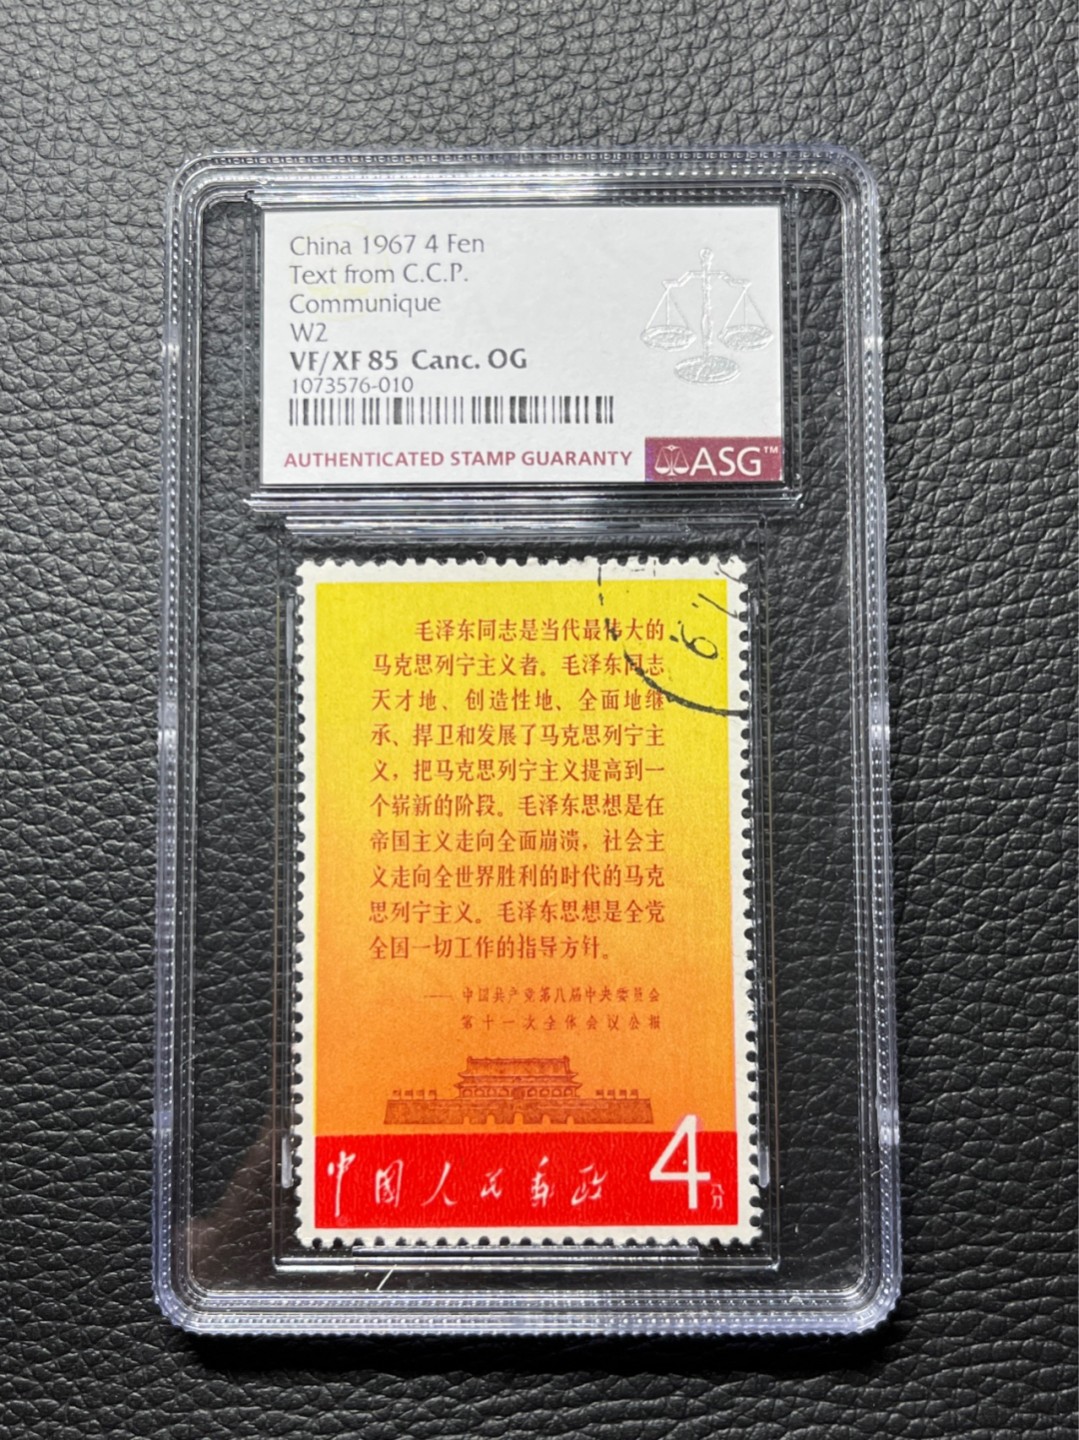 China 1967 4 Fen
Text from C.C.P.
Communique
W2
VF/XF 85 Canc. OG
1073576-010
AUTHENTICATED STAMP GUARANTY
ASG™
毛泽东同志是当代最伟大的
马克思列宁主义者。毛泽东同志
天才地、创造性地、全面地继
承、捍卫和发展了马克思列宁主
义，把马克思列宁主义提高到一
个崭新的阶段。毛泽东思想是在
帝国主义走向全面崩溃，社会主
义走向全世界胜利的时代的马克
思列宁主义。毛泽东思想是全党
全国一切工作的指导方针。
——中国共产党第八届中央委员会
第十一次全体会议公报
中国人民邮政
4分